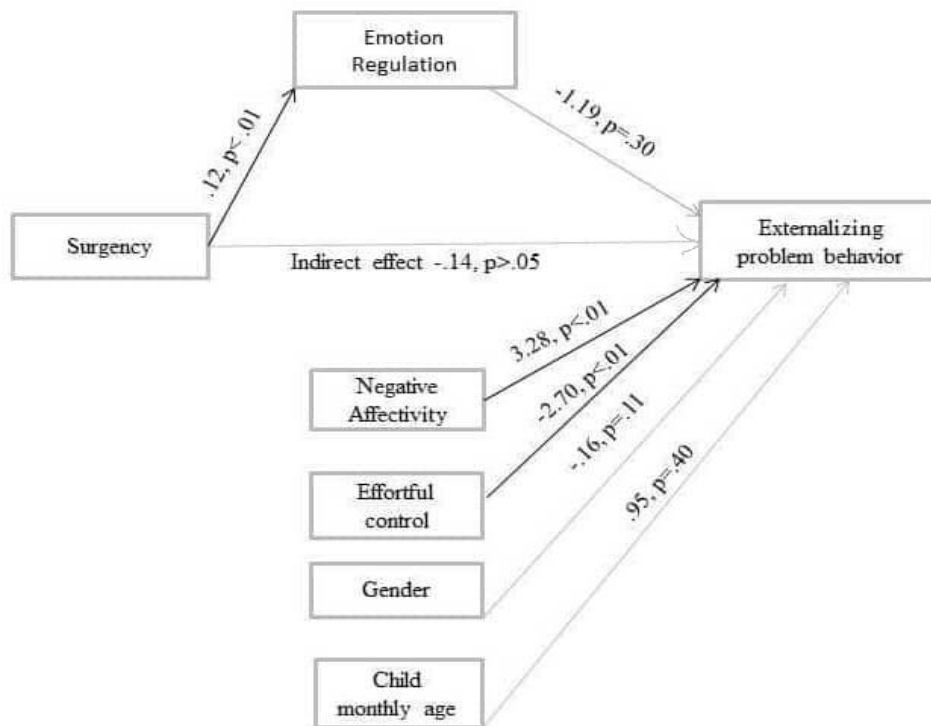 Emotion
Regulation
.12, p<.01
-1.19, p=.30
Surgency
Externalizing
problem behavior
Indirect effect -.14, p>.05
3.28, p<.01
Negative
Affectivity
-2.70, p<.01
-.16, p=.11
Effortful
control
.95, p=.40
Gender
Child
monthly age